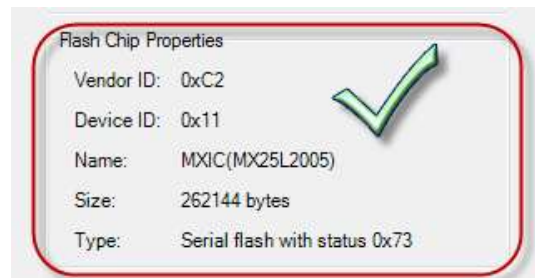 Flash Chip Properties
Vendor ID: 0xC2
Device ID: 0x11
Name: MXIC(MX25L2005)
Size: 262144 bytes
Type: Serial flash with status 0x73